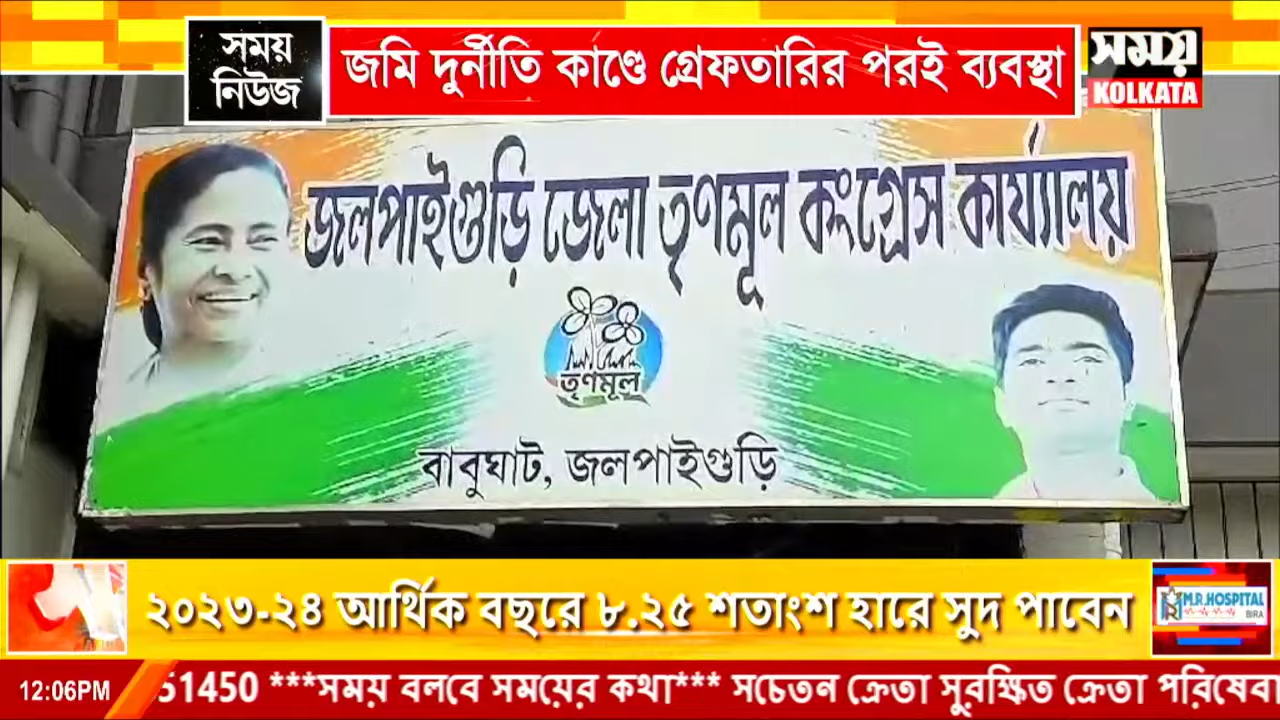 সময়
নিউজ
জমি দুর্নীতি কাণ্ডে গ্রেফতারির পরই ব্যবস্থা
সময়
KOLKATA
জলপাইগুড়ি জেলা তৃণমূল কংগ্রেস কার্য্যালয়
তৃণমূল
বাবুঘাট, জলপাইগুড়ি
২০২৩-২৪ আর্থিক বছরে ৮.২৫ শতাংশ হারে সুদ পাবেন
M.R.HOSPITAL
BIRA
12:06PM
51450 ***সময় বলবে সময়ের কথা*** সচেতন ক্রেতা সুরক্ষিত ক্রেতা পরিষেবা